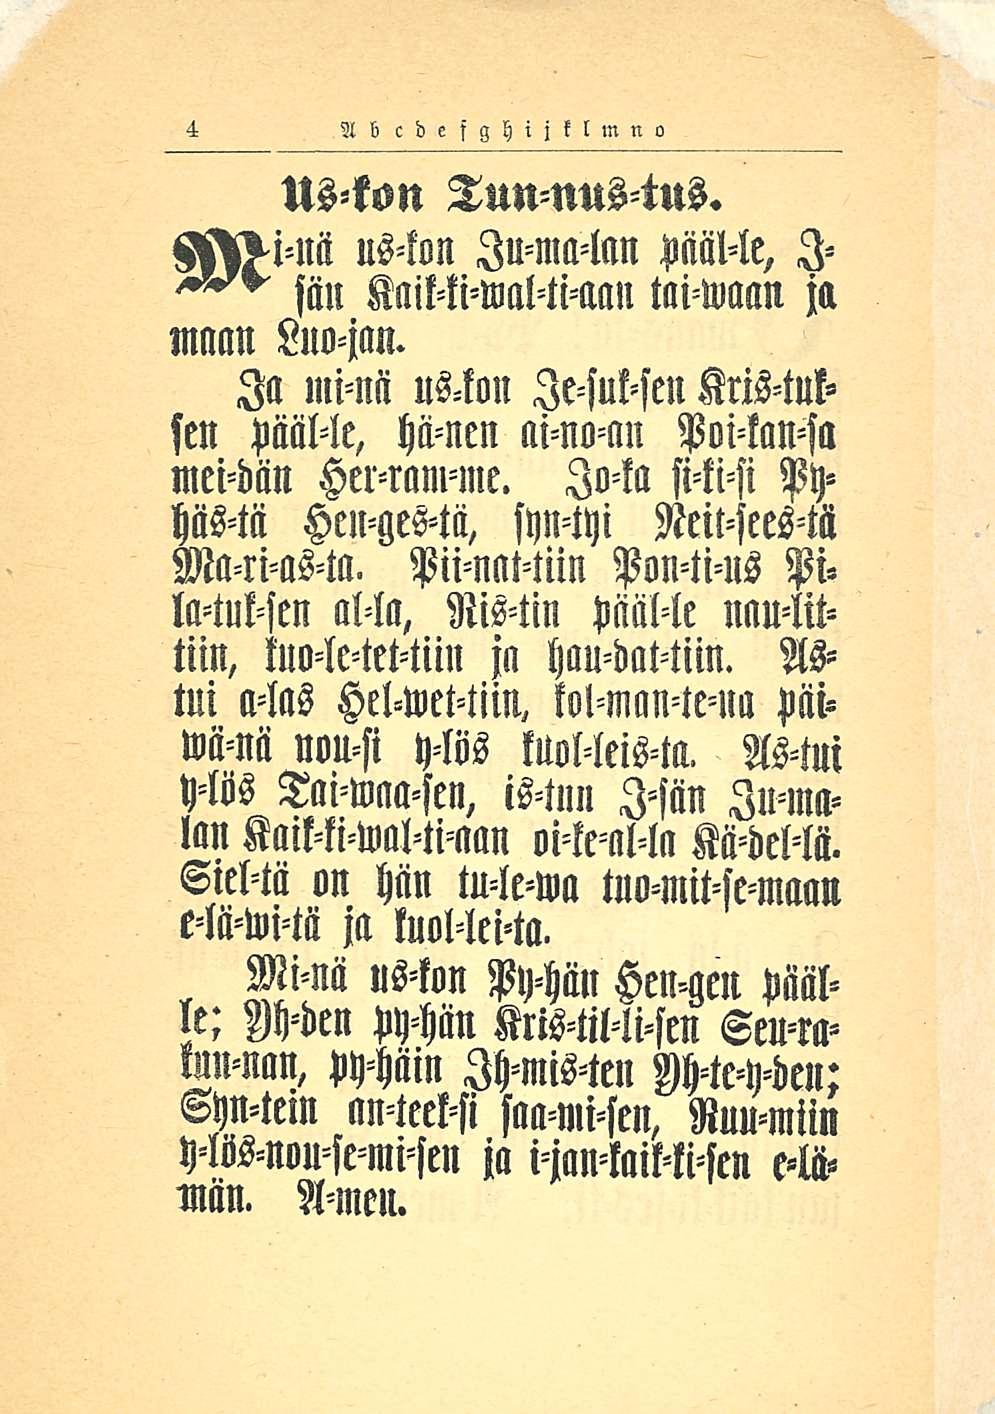 4 A b c d e f g h i j k l m n o
Us-kon Tun-nus-tus.
Mi-nä us-kon Ju-ma-lan pääl-le, I-
sän Kaik-ki-wal-ti-aan tai-waan ja
maan Luo-jan.
Ja mi-nä us-kon Je-suk-sen Kris-tuk-
sen pääl-le, hä-nen ai-no-an Poi-kan-sa
mei-dän Her-ram-me. Jo-ka si-ki-si Py-
häs-tä Hen-ges-tä, syn-tyi Neit-sees-tä
Ma-ri-as-ta. Pii-nat-tiin Pon-ti-us Pi-
la-tuk-sen al-la, Ris-tin pääl-le nau-lit-
tiin, kuo-le-tet-tiin ja hau-dat-tiin. As-
tui a-las Hel-wet-tiin, kol-man-te-na päi-
wä-nä nou-si y-lös kuol-leis-ta. As-tui
y-lös Tai-waa-sen, is-tuu I-sän Ju-ma-
lan Kaik-ki-wal-ti-aan oi-ke-al-la Kä-del-lä.
Siel-tä on hän tu-le-wa tuo-mit-se-maan
e-lä-wi-tä ja kuol-lei-ta.
Mi-nä us-kon Py-hän Hen-gen pääl-
le; Yh-den py-hän Kris-til-li-sen Seu-ra-
kun-nan, py-häin Ih-mis-ten Yh-te-y-den;
Syn-tein an-teek-si saa-mi-sen, Ruu-miin
y-lös-nou-se-mi-sen ja i-jan-kaik-ki-sen e-lä-
män. A-men.